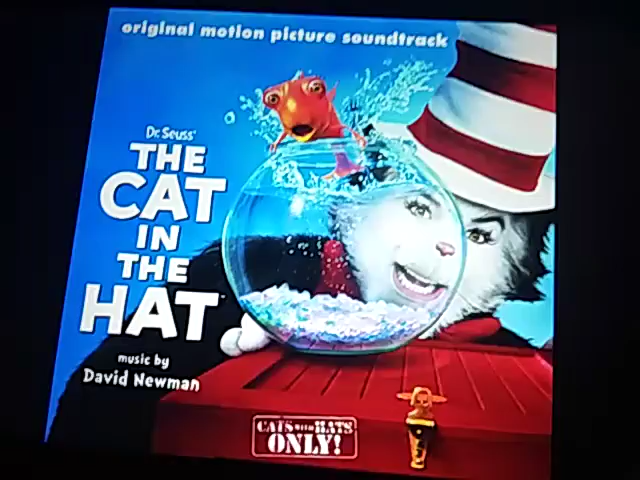 original motion picture soundtrack
Dr. Seuss'
THE
CAT
IN
THE
HAT
music by
David Newman
CATS WITH HATS
ONLY!